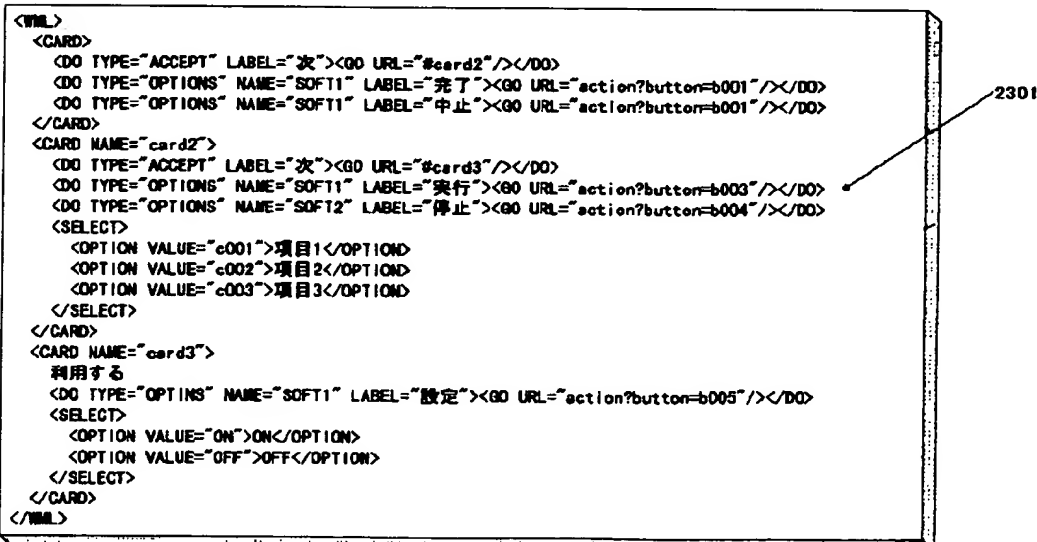 <WML>
<CARD>
<DO TYPE="ACCEPT" LABEL="次"><GO URL="#card2"/></DO>
<DO TYPE="OPTIONS" NAME="SOFT1" LABEL="完了"><GO URL="action?button=b001"/></DO>
<DO TYPE="OPTIONS" NAME="SOFT1" LABEL="中止"><GO URL="action?button=b001"/></DO>
</CARD>
<CARD NAME="card2">
<DO TYPE="ACCEPT" LABEL="次"><GO URL="#card3"/></DO>
<DO TYPE="OPTIONS" NAME="SOFT1" LABEL="実行"><GO URL="action?button=b003"/></DO>
2301
<DO TYPE="OPTIONS" NAME="SOFT2" LABEL="停止"><GO URL="action?button=b004"/></DO>
<SELECT>
<OPTION VALUE="c001">項目1</OPTION>
<OPTION VALUE="c002">項目2</OPTION>
<OPTION VALUE="c003">項目3</OPTION>
</SELECT>
</CARD>
<CARD NAME="card3">
利用する
<DO TYPE="OPTINS" NAME="SOFT1" LABEL="設定"><GO URL="action?button=b005"/></DO>
<SELECT>
<OPTION VALUE="ON">ON</OPTION>
<OPTION VALUE="OFF">OFF</OPTION>
</SELECT>
</CARD>
</WML>